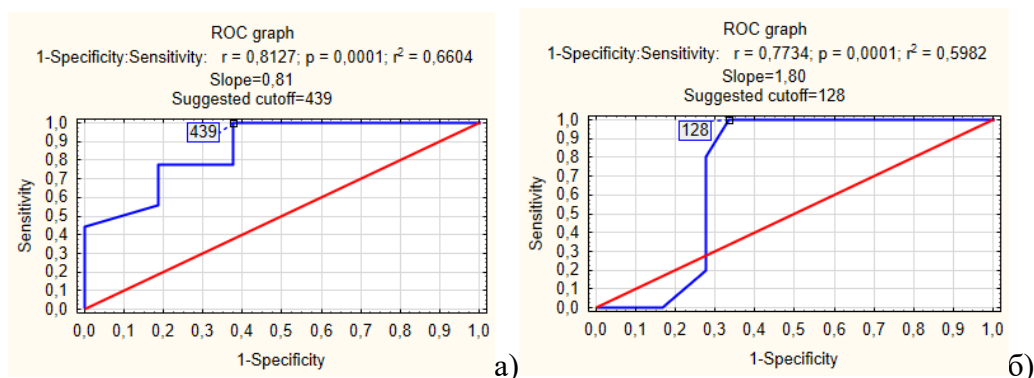 ROC graph
1-Specificity:Sensitivity: r = 0,8127; p = 0,0001; r² = 0,6604
Slope=0,81
Suggested cutoff=439
439
1,0
0,9
0,8
0,7
0,6
0,5
0,4
0,3
0,2
0,1
0,0
Sensitivity
0,0 0,1 0,2 0,3 0,4 0,5 0,6 0,7 0,8 0,9 1,0
1-Specificity
а)
ROC graph
1-Specificity:Sensitivity: r = 0,7734; p = 0,0001; r² = 0,5982
Slope=1,80
Suggested cutoff=128
128
1,0
0,9
0,8
0,7
0,6
0,5
0,4
0,3
0,2
0,1
0,0
Sensitivity
0,0 0,1 0,2 0,3 0,4 0,5 0,6 0,7 0,8 0,9 1,0
1-Specificity
б)